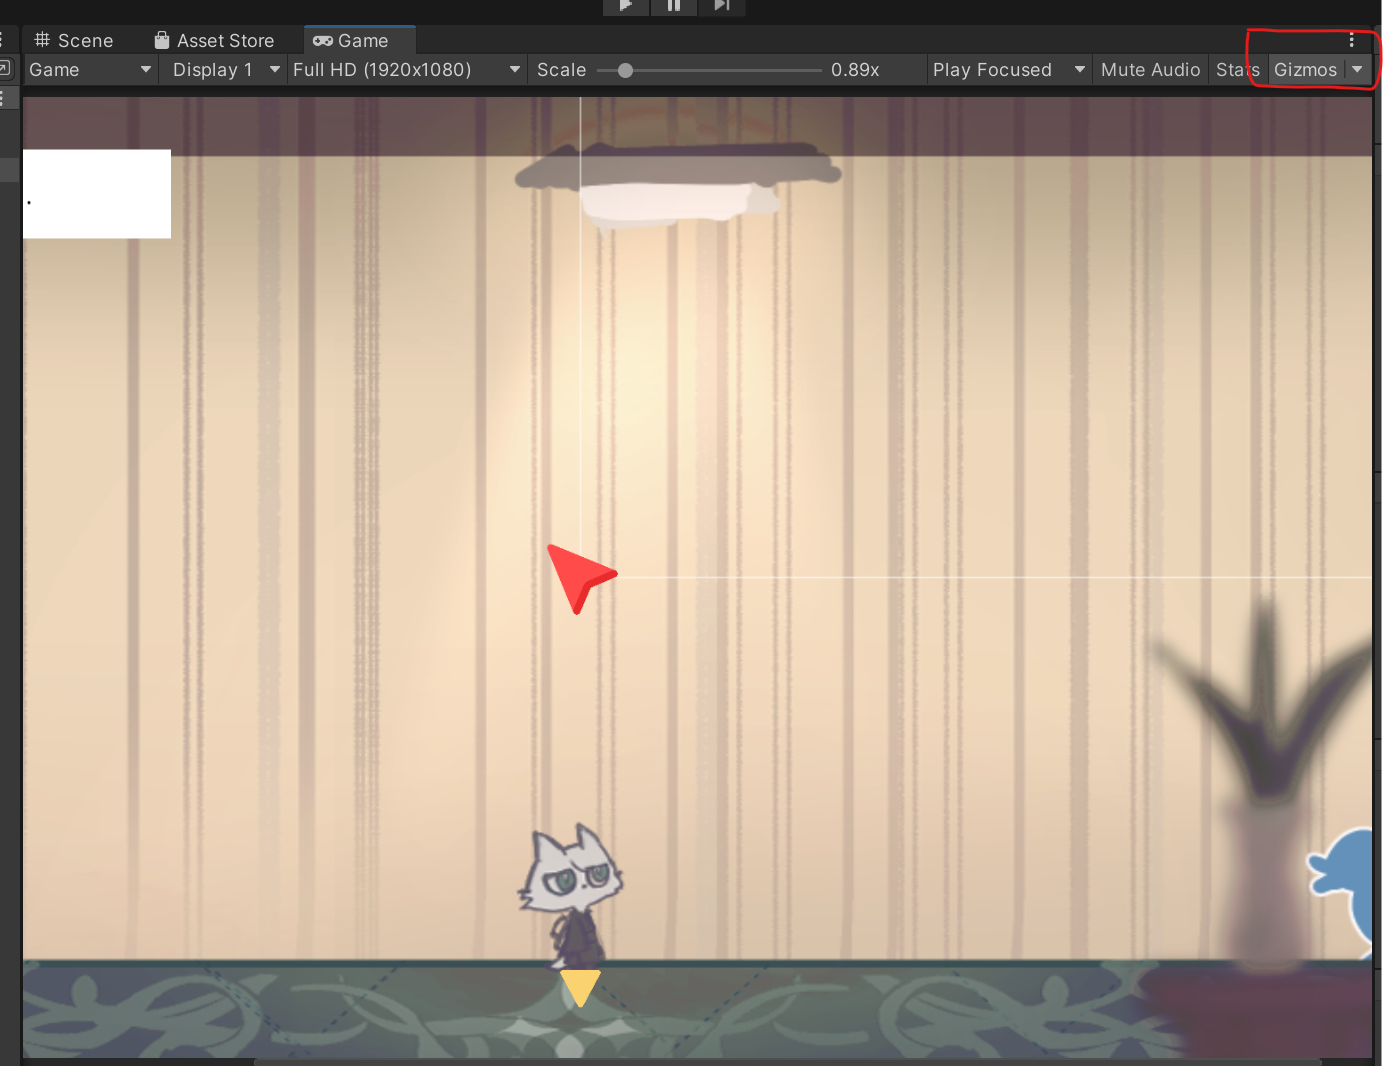 Scene Asset Store Game
Game Display 1 Full HD (1920x1080) Scale 0.89x Play Focused Mute Audio Stats Gizmos
.